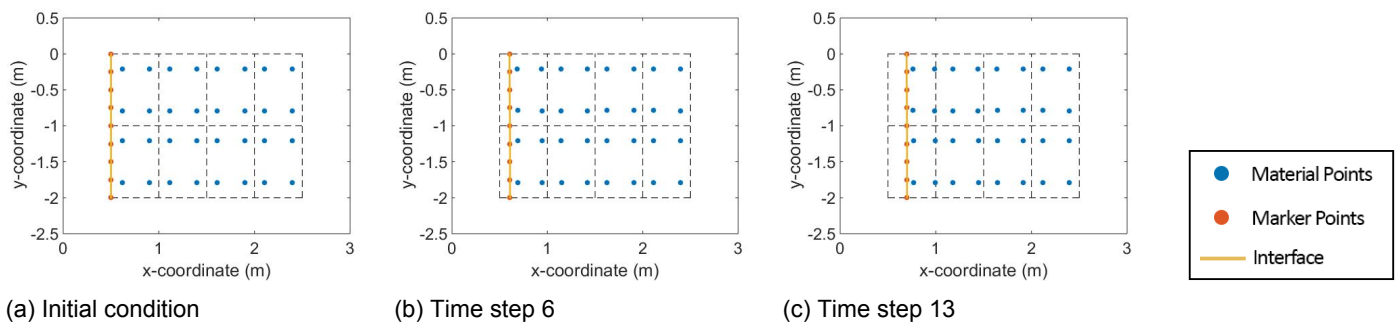 0.5
0
-0.5
-1
-1.5
-2
-2.5
0
1
2
3
y-coordinate (m)
x-coordinate (m)
(a) Initial condition
0.5
0
-0.5
-1
-1.5
-2
-2.5
0
1
2
3
y-coordinate (m)
x-coordinate (m)
(b) Time step 6
0.5
0
-0.5
-1
-1.5
-2
-2.5
0
1
2
3
y-coordinate (m)
x-coordinate (m)
(c) Time step 13
Material Points
Marker Points
Interface